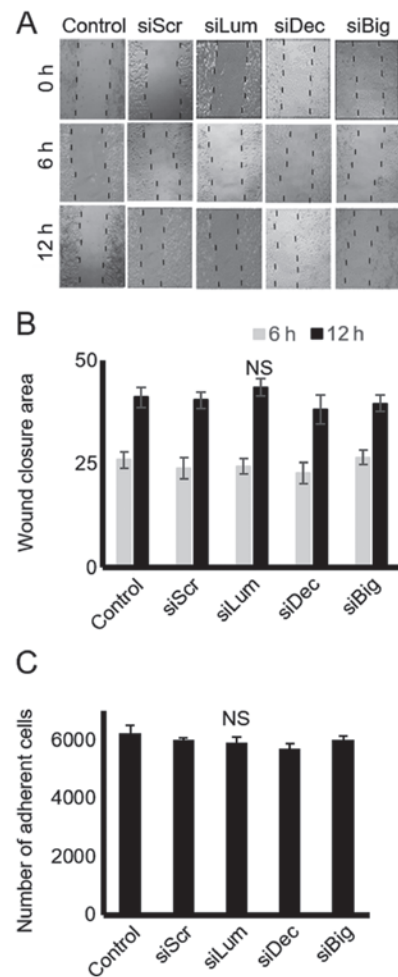 A
Control siScr siLum siDec siBig
0 h
6 h
12 h
B
6 h 12 h
NS
Wound closure area
50
25
0
Control siScr siLum siDec siBig
C
NS
Number of adherent cells
6000
4000
2000
0
Control siScr siLum siDec siBig